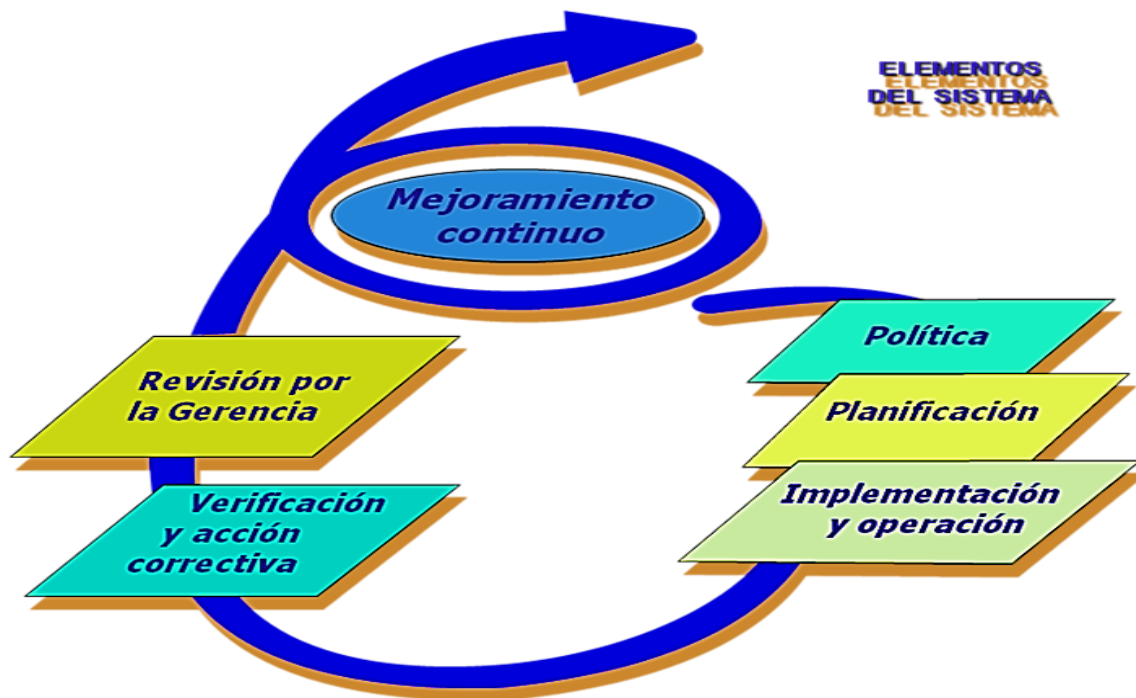 ELEMENTOS
DEL SISTEMA
Mejoramiento
continuo
Política
Planificación
Implementación
y operación
Revisión por
la Gerencia
Verificación
y acción
correctiva